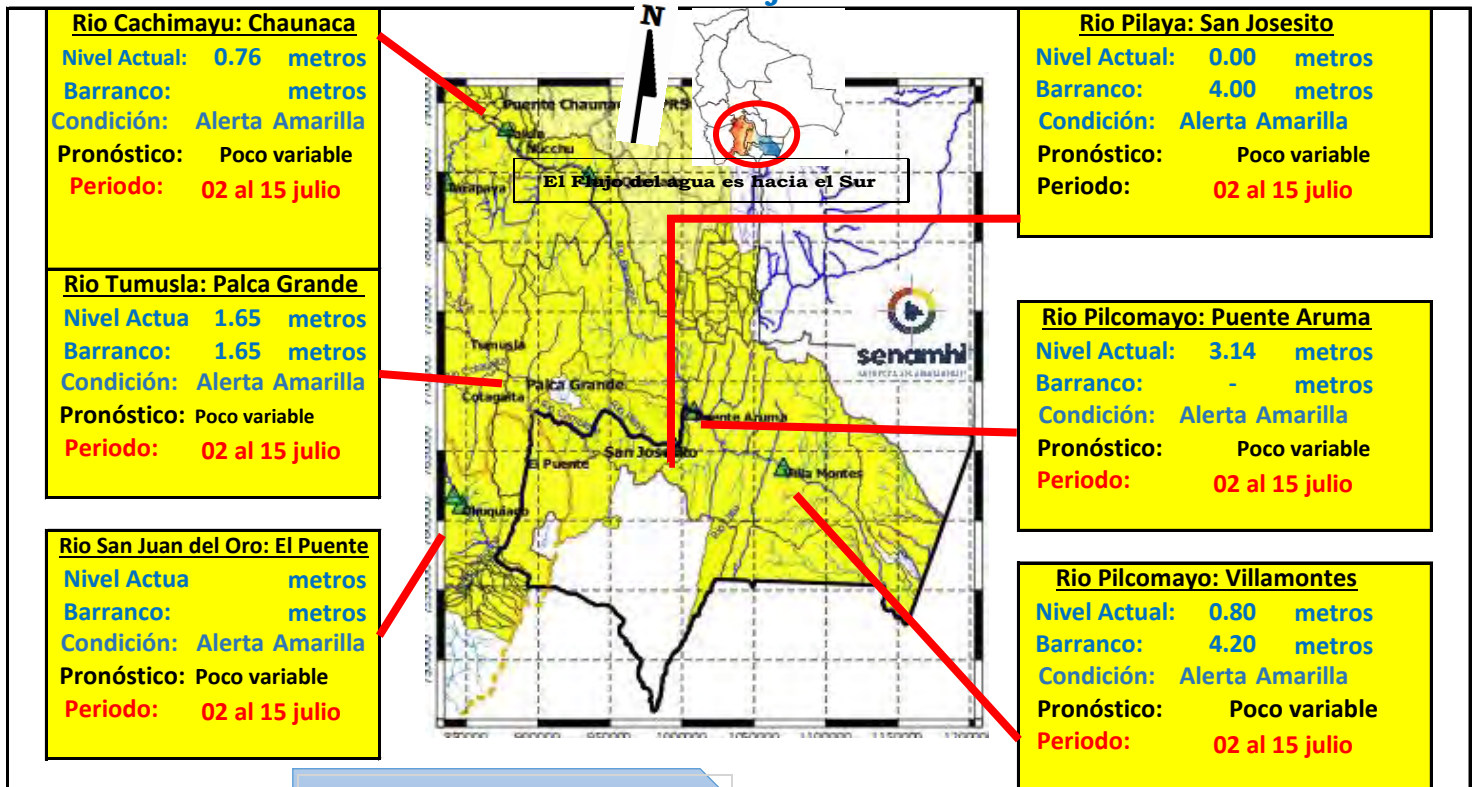 Rio Cachimayu: Chaunaca
Nivel Actual: 0.76 metros
Barranco: metros
Condición: Alerta Amarilla
Pronóstico: Poco variable
Periodo: 02 al 15 julio
Rio Tumusla: Palca Grande
Nivel Actua 1.65 metros
Barranco: 1.65 metros
Condición: Alerta Amarilla
Pronóstico: Poco variable
Periodo: 02 al 15 julio
Rio San Juan del Oro: El Puente
Nivel Actua metros
Barranco: metros
Condición: Alerta Amarilla
Pronóstico: Poco variable
Periodo: 02 al 15 julio
N
Puente Chaunaca
Nucchu
El Flujo del agua es hacia el Sur
Tarapaya
senamhi
Tumusla
Palca Grande
Cotagaita
Puente Aruma
San Josesito
El Puente
Villa Montes
Chuquiago
Rio Pilaya: San Josesito
Nivel Actual: 0.00 metros
Barranco: 4.00 metros
Condición: Alerta Amarilla
Pronóstico: Poco variable
Periodo: 02 al 15 julio
Rio Pilcomayo: Puente Aruma
Nivel Actual: 3.14 metros
Barranco: - metros
Condición: Alerta Amarilla
Pronóstico: Poco variable
Periodo: 02 al 15 julio
Rio Pilcomayo: Villamontes
Nivel Actual: 0.80 metros
Barranco: 4.20 metros
Condición: Alerta Amarilla
Pronóstico: Poco variable
Periodo: 02 al 15 julio